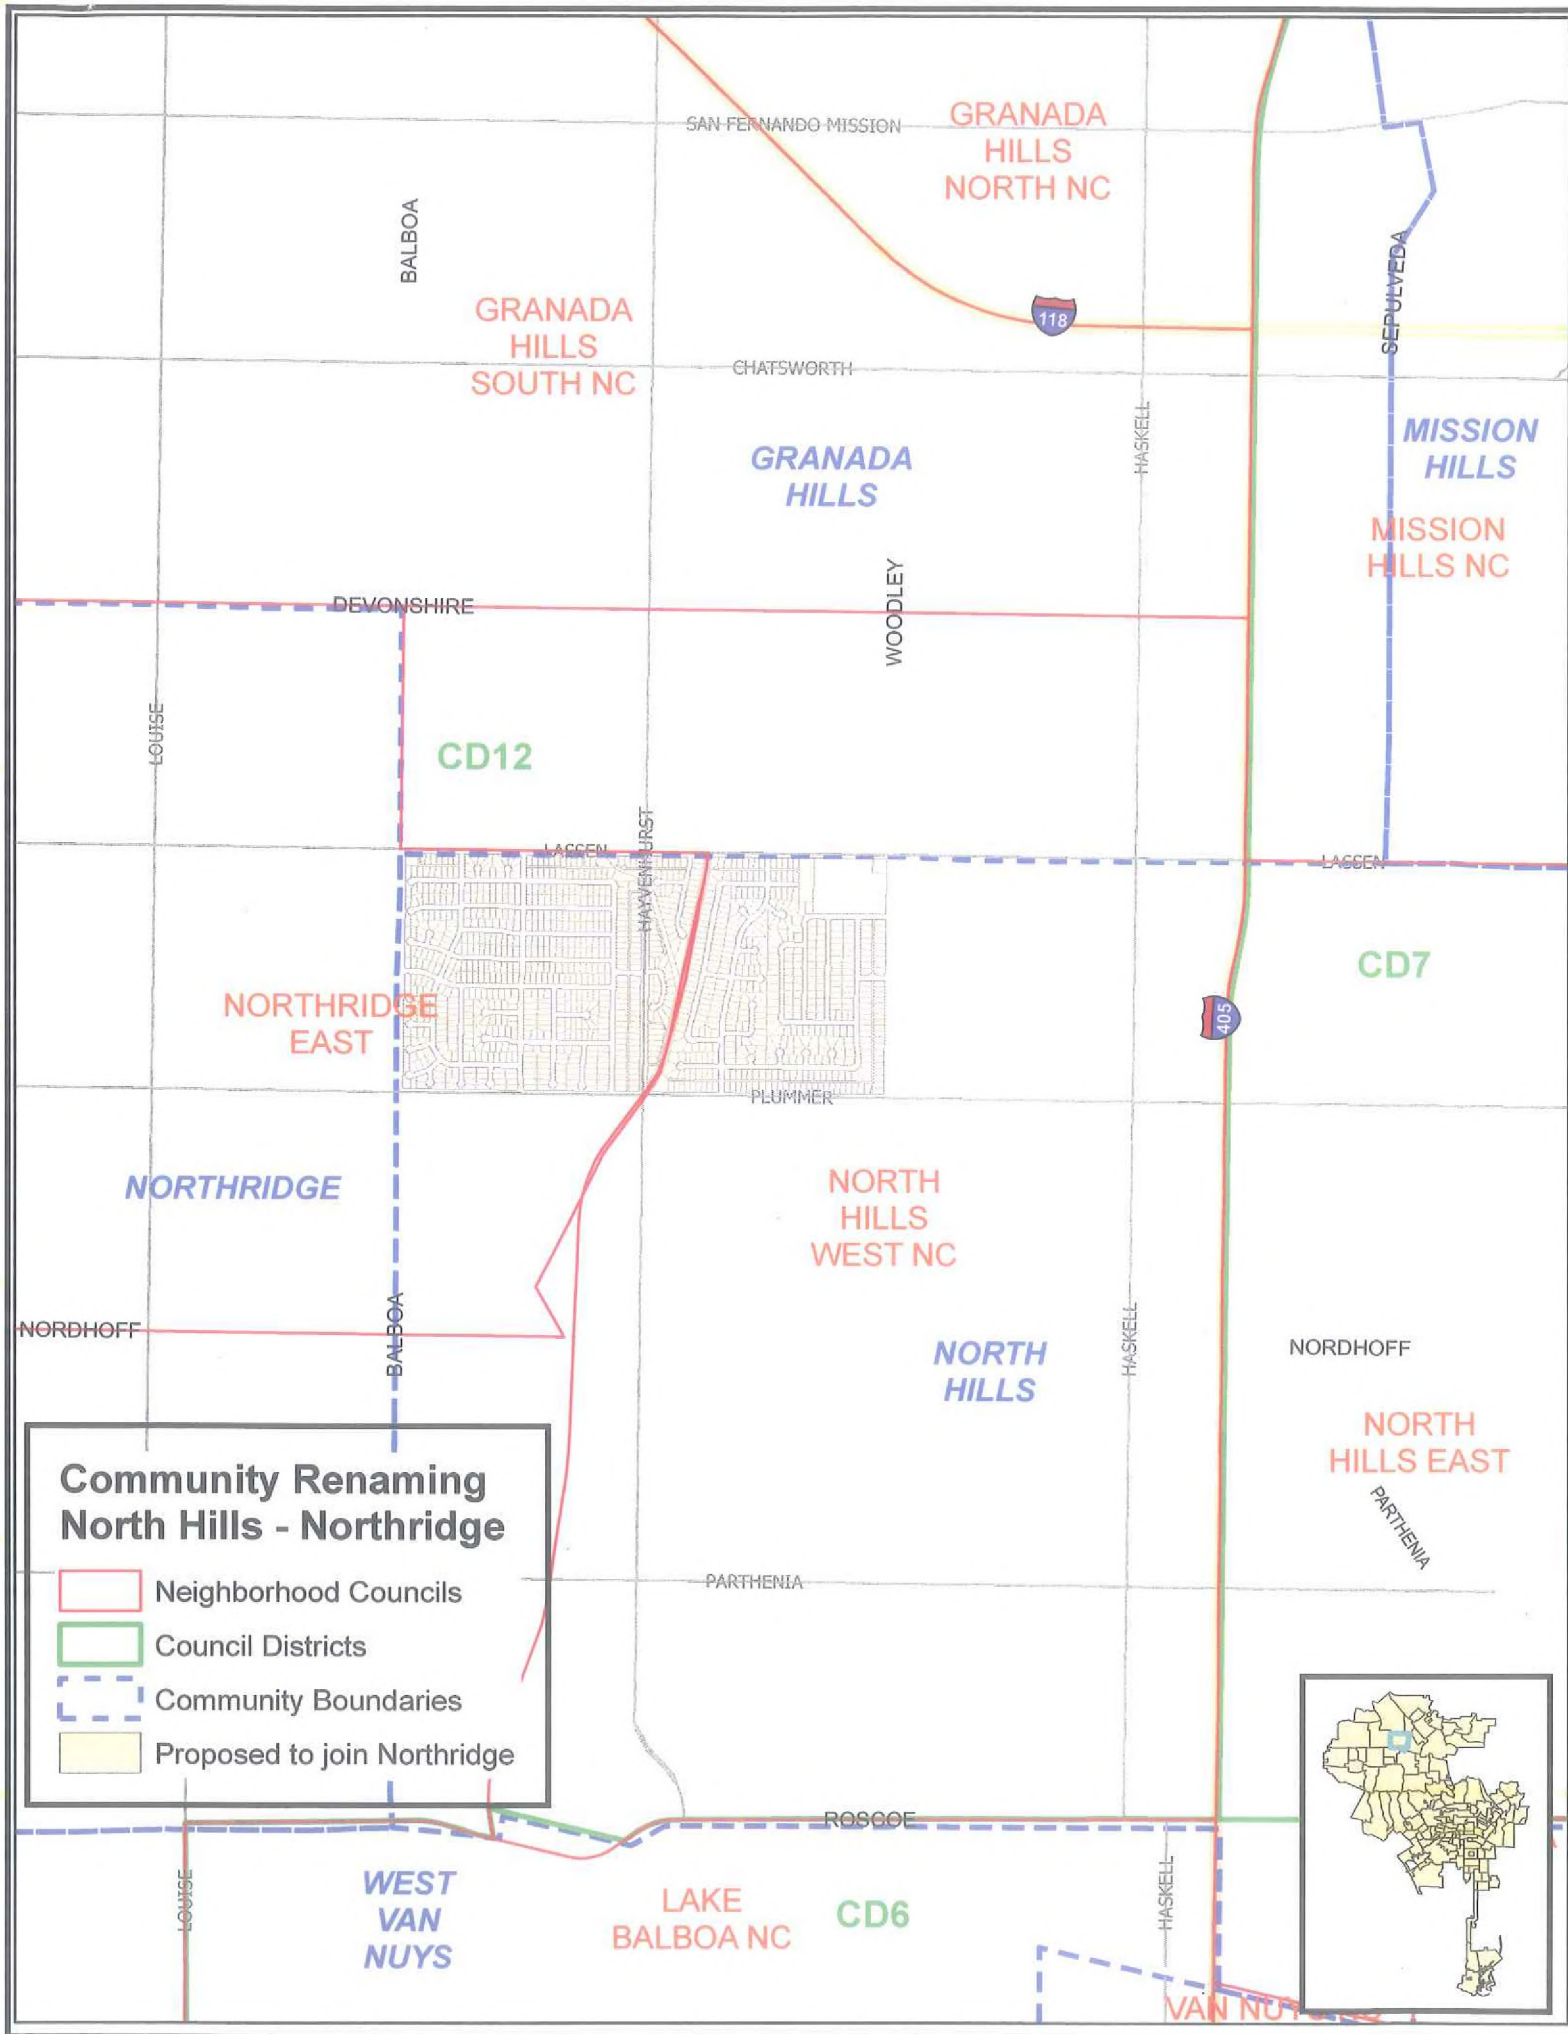 SAN FERNANDO MISSION
GRANADA
HILLS
NORTH NC
BALBOA
SEPULVEDA
GRANADA
HILLS
SOUTH NC
118
CHATSWORTH
HASKELL
MISSION
HILLS
GRANADA
HILLS
MISSION
HILLS NC
WOODLEY
DEVONSHIRE
LOUISE
CD12
HAYVENHURST
LASSEN
LASSEN
CD7
NORTHRIDGE
EAST
405
PLUMMER
NORTHRIDGE
NORTH
HILLS
WEST NC
BALBOA
HASKELL
NORDHOFF
NORDHOFF
NORTH
HILLS
NORTH
HILLS EAST
PARTHENIA
Community Renaming
North Hills - Northridge
Neighborhood Councils
Council Districts
Community Boundaries
Proposed to join Northridge
PARTHENIA
ROSCOE
LOUISE
WEST
VAN
NUYS
LAKE
BALBOA NC
CD6
HASKELL
VAN NUYS